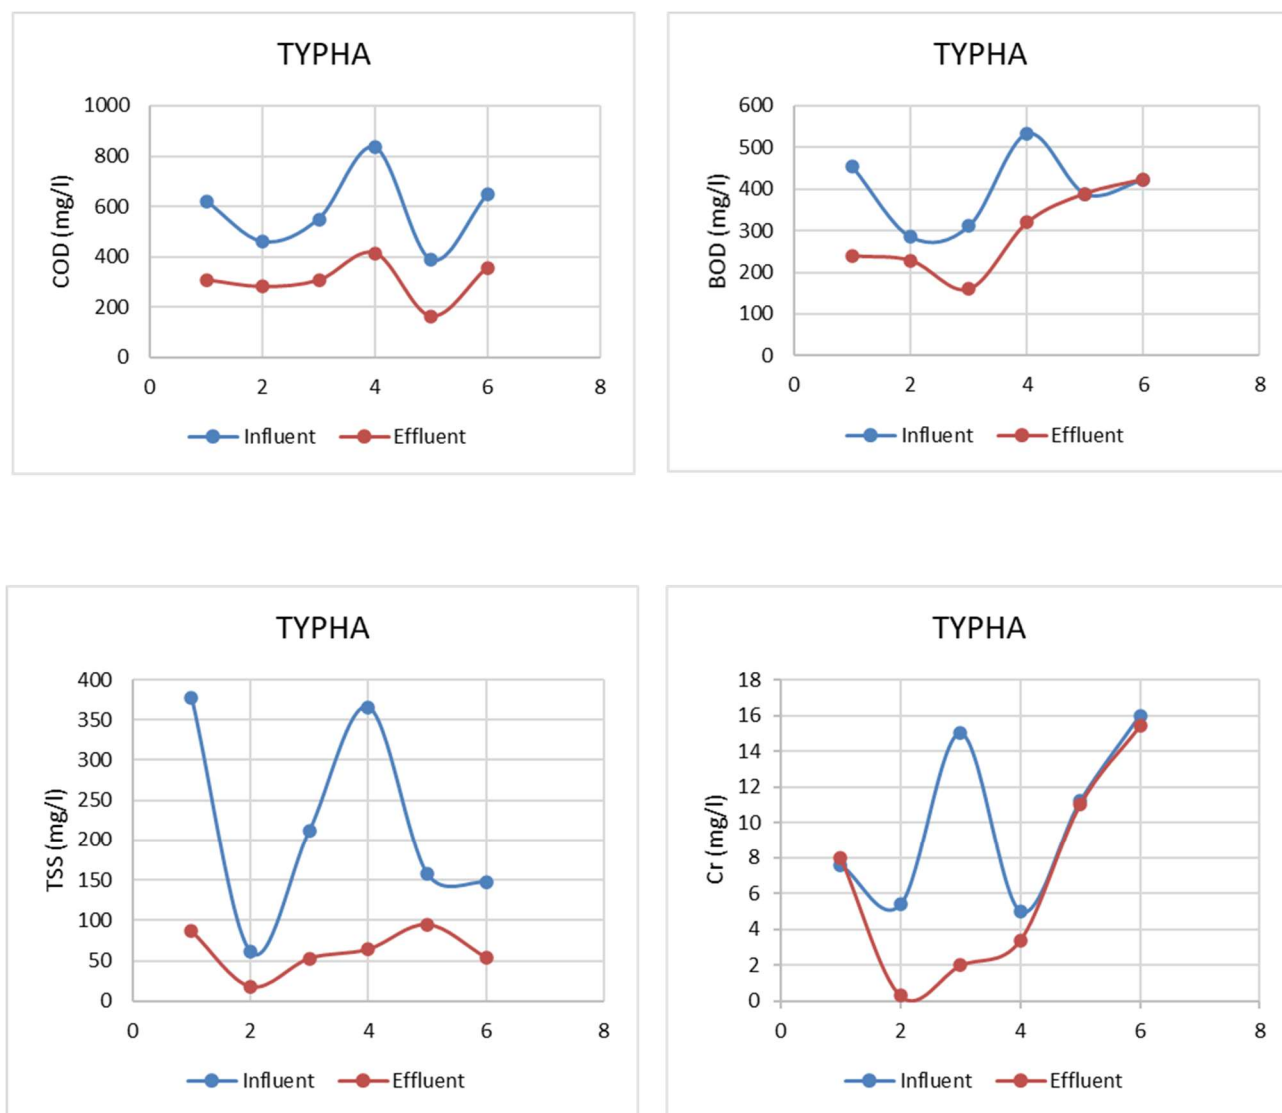 TYPHA
COD (mg/l)
1000
800
600
400
200
0
0 2 4 6 8
Influent Effluent
TYPHA
BOD (mg/l)
600
500
400
300
200
100
0
0 2 4 6 8
Influent Effluent
TYPHA
TSS (mg/l)
400
350
300
250
200
150
100
50
0
0 2 4 6 8
Influent Effluent
TYPHA
Cr (mg/l)
18
16
14
12
10
8
6
4
2
0
0 2 4 6 8
Influent Effluent